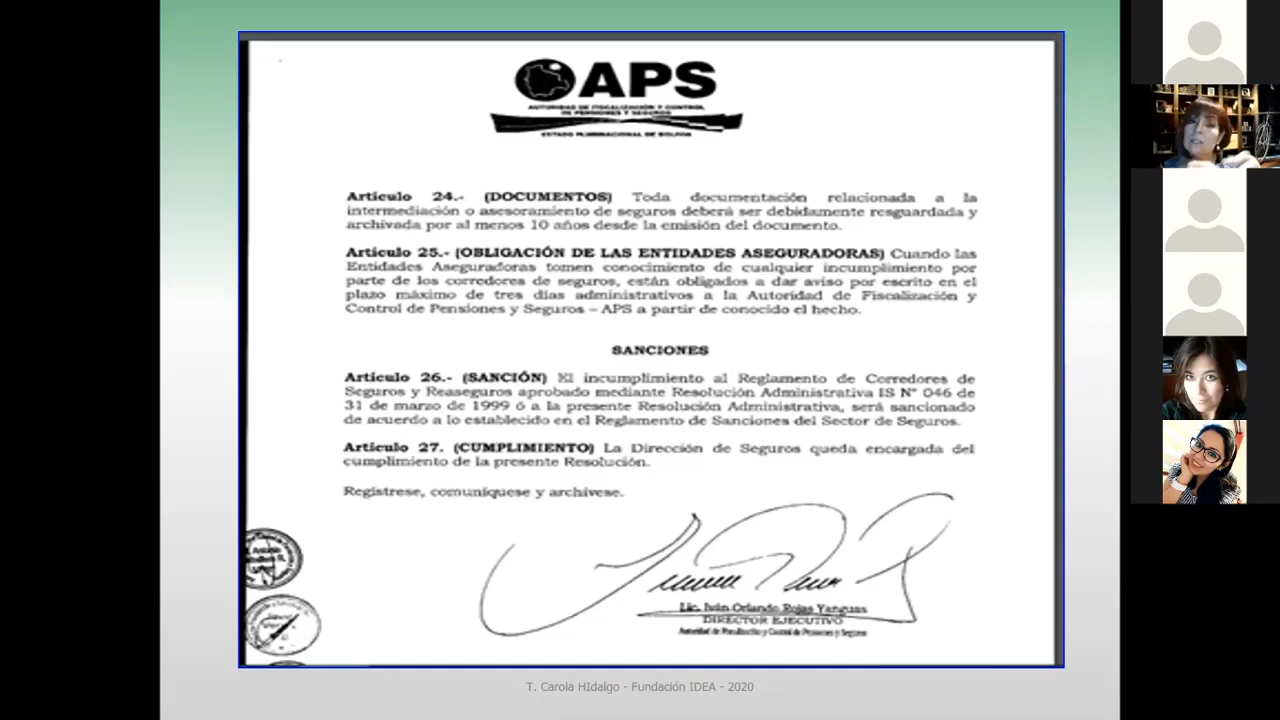 APS
AUTORIDAD DE FISCALIZACIÓN Y CONTROL
DE PENSIONES Y SEGUROS
ESTADO PLURINACIONAL DE BOLIVIA
Artículo 24.- (DOCUMENTOS) Toda documentación relacionada a la
intermediación o asesoramiento de seguros deberá ser debidamente resguardada y
archivada por al menos 10 años desde la emisión del documento.
Artículo 25.- (OBLIGACIÓN DE LAS ENTIDADES ASEGURADORAS) Cuando las
Entidades Aseguradoras tomen conocimiento de cualquier incumplimiento por
parte de los corredores de seguros, están obligados a dar aviso por escrito en el
plazo máximo de tres días administrativos a la Autoridad de Fiscalización y
Control de Pensiones y Seguros – APS a partir de conocido el hecho.
SANCIONES
Artículo 26.- (SANCIÓN) El incumplimiento al Reglamento de Corredores de
Seguros y Reaseguros aprobado mediante Resolución Administrativa IS N° 046 de
31 de marzo de 1999 ó a la presente Resolución Administrativa, será sancionado
de acuerdo a lo establecido en el Reglamento de Sanciones del Sector de Seguros.
Artículo 27. (CUMPLIMIENTO) La Dirección de Seguros queda encargada del
cumplimiento de la presente Resolución.
Regístrese, comuníquese y archívese.
Lic. Iván Orlando Rojas Yanguas
DIRECTOR EJECUTIVO
Autoridad de Fiscalización y Control de Pensiones y Seguros
T. Carola HIdalgo - Fundación IDEA - 2020